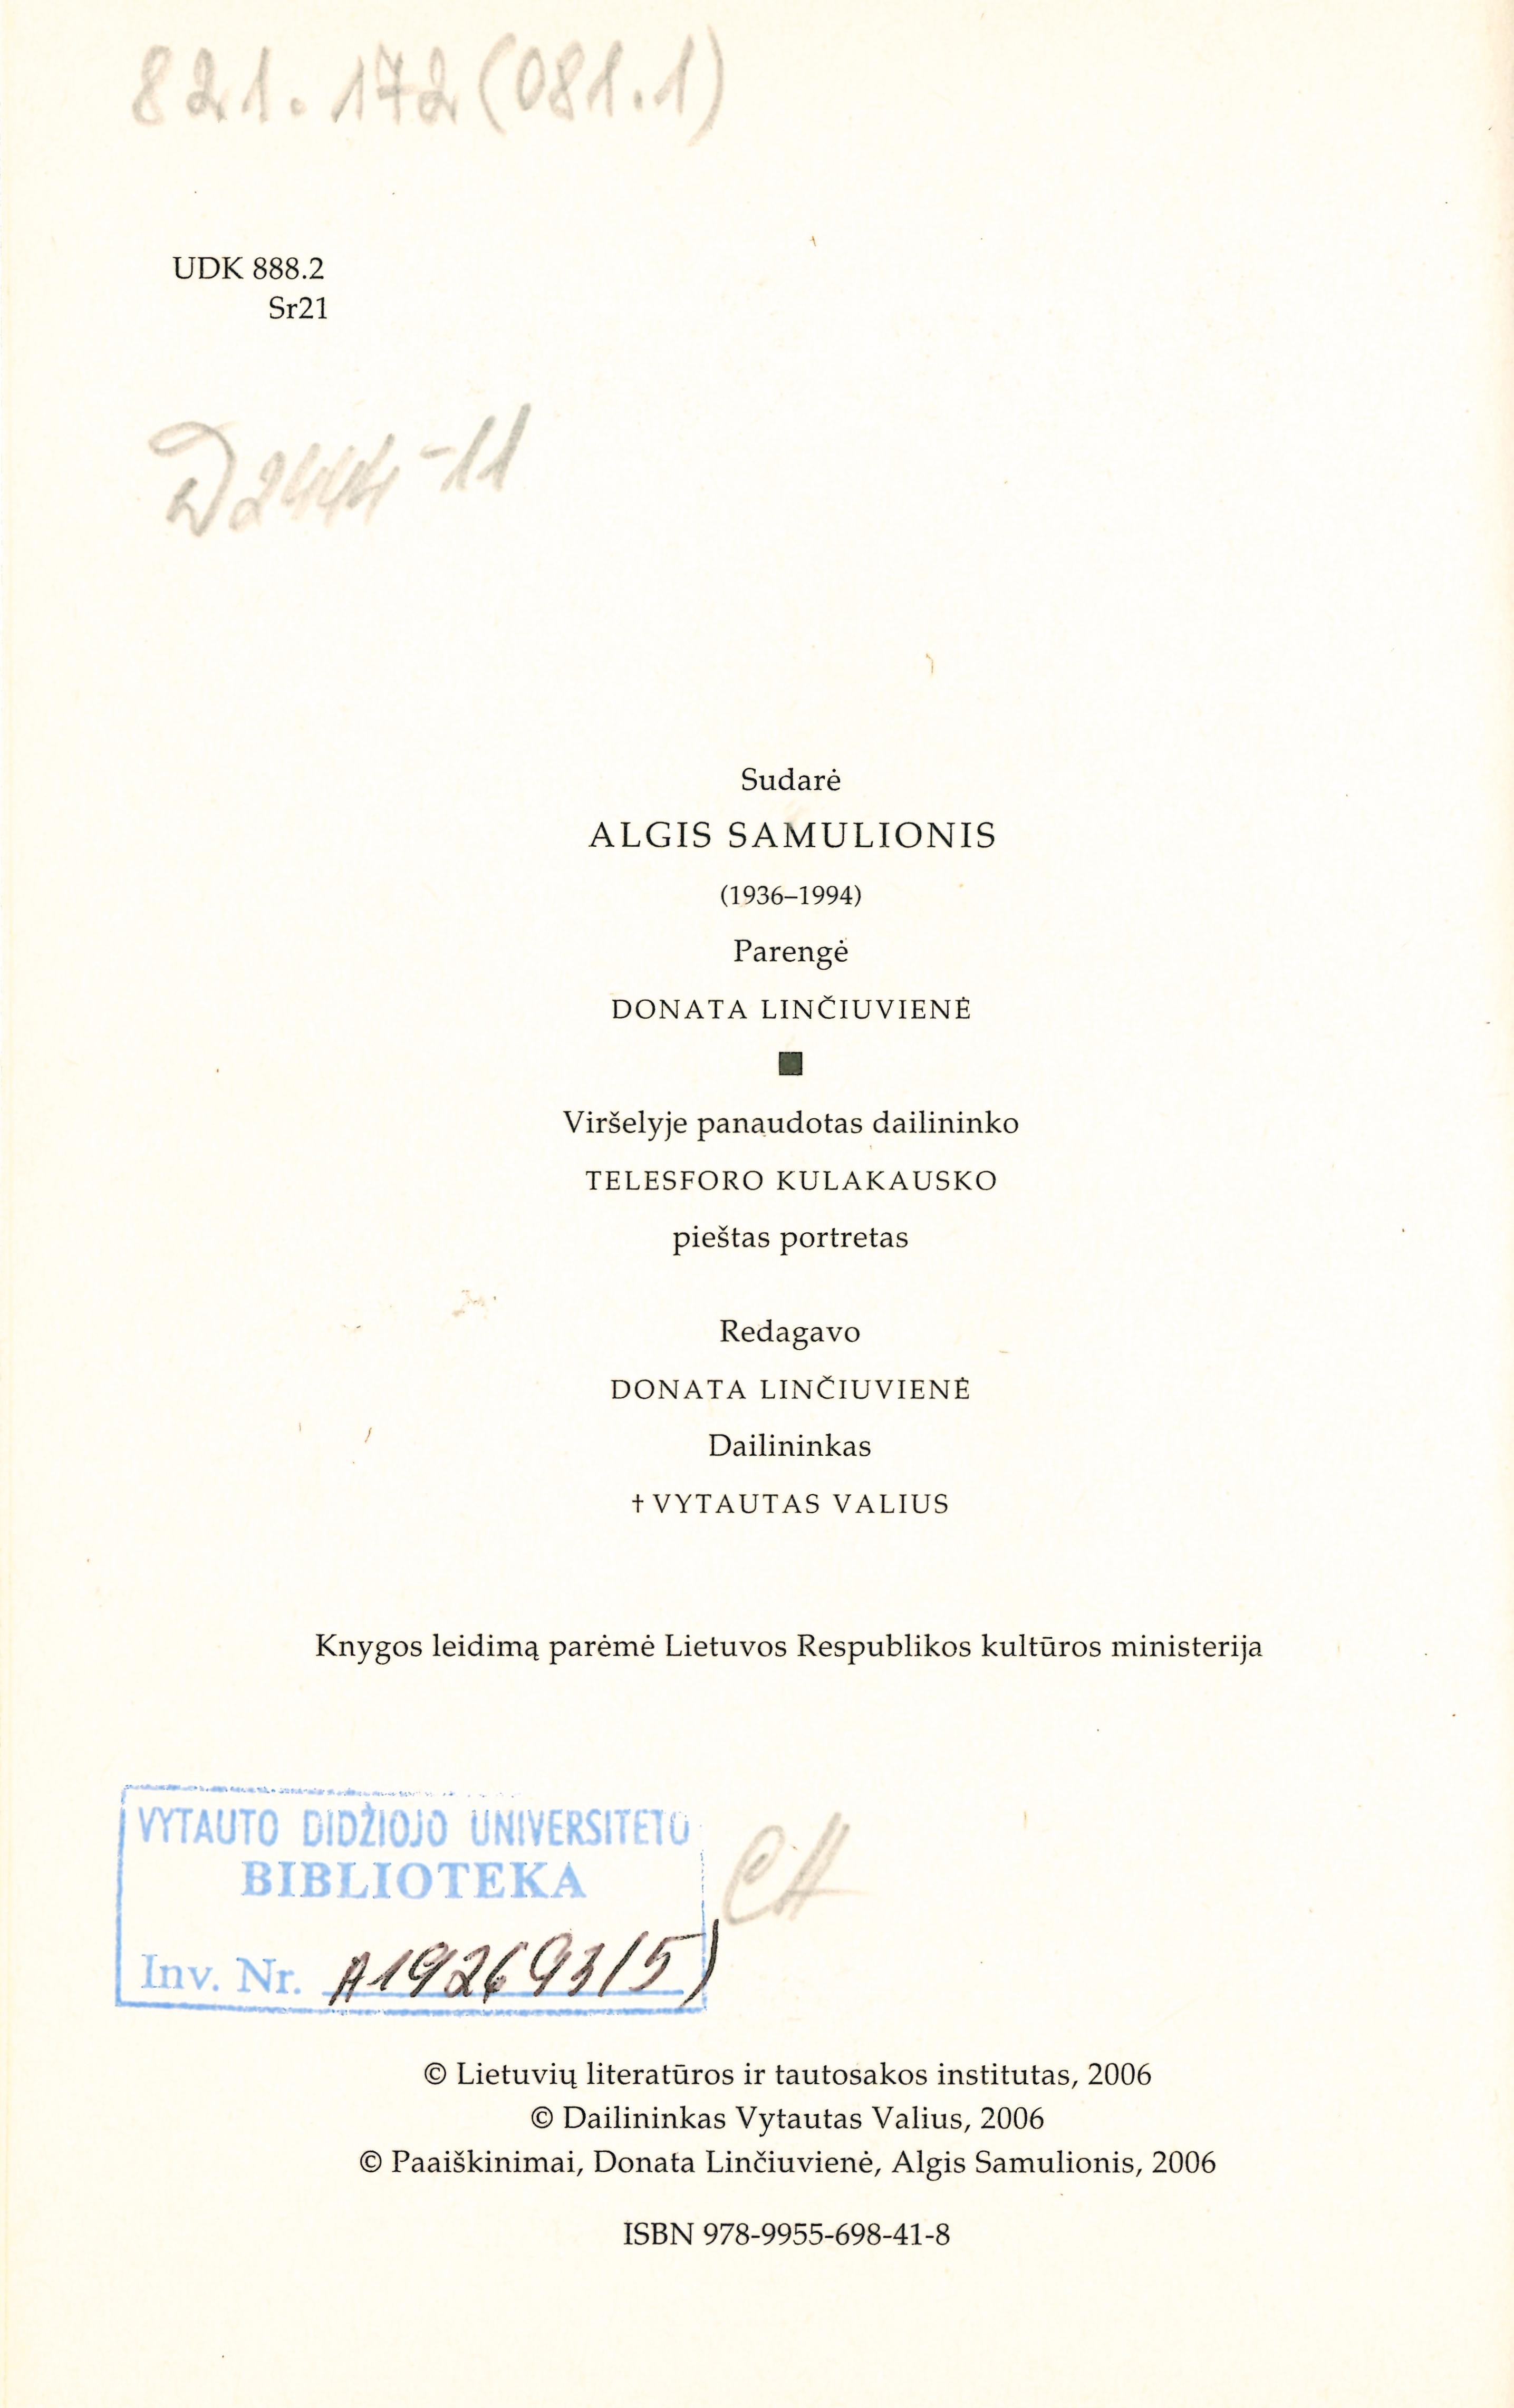 821.172(081.1)
UDK 888.2
Sr21
D2444-11
Sudarė
ALGIS SAMULIONIS
(1936–1994)
Parengė
DONATA LINČIUVIENĖ
Viršelyje panaudotas dailininko
TELESFORO KULAKAUSKO
pieštas portretas
Redagavo
DONATA LINČIUVIENĖ
Dailininkas
† VYTAUTAS VALIUS
Knygos leidimą parėmė Lietuvos Respublikos kultūros ministerija
VYTAUTO DIDŽIOJO UNIVERSITETO
BIBLIOTEKA
Inv. Nr.
© Lietuvių literatūros ir tautosakos institutas, 2006
© Dailininkas Vytautas Valius, 2006
© Paaiškinimai, Donata Linčiuvienė, Algis Samulionis, 2006
ISBN 978-9955-698-41-8